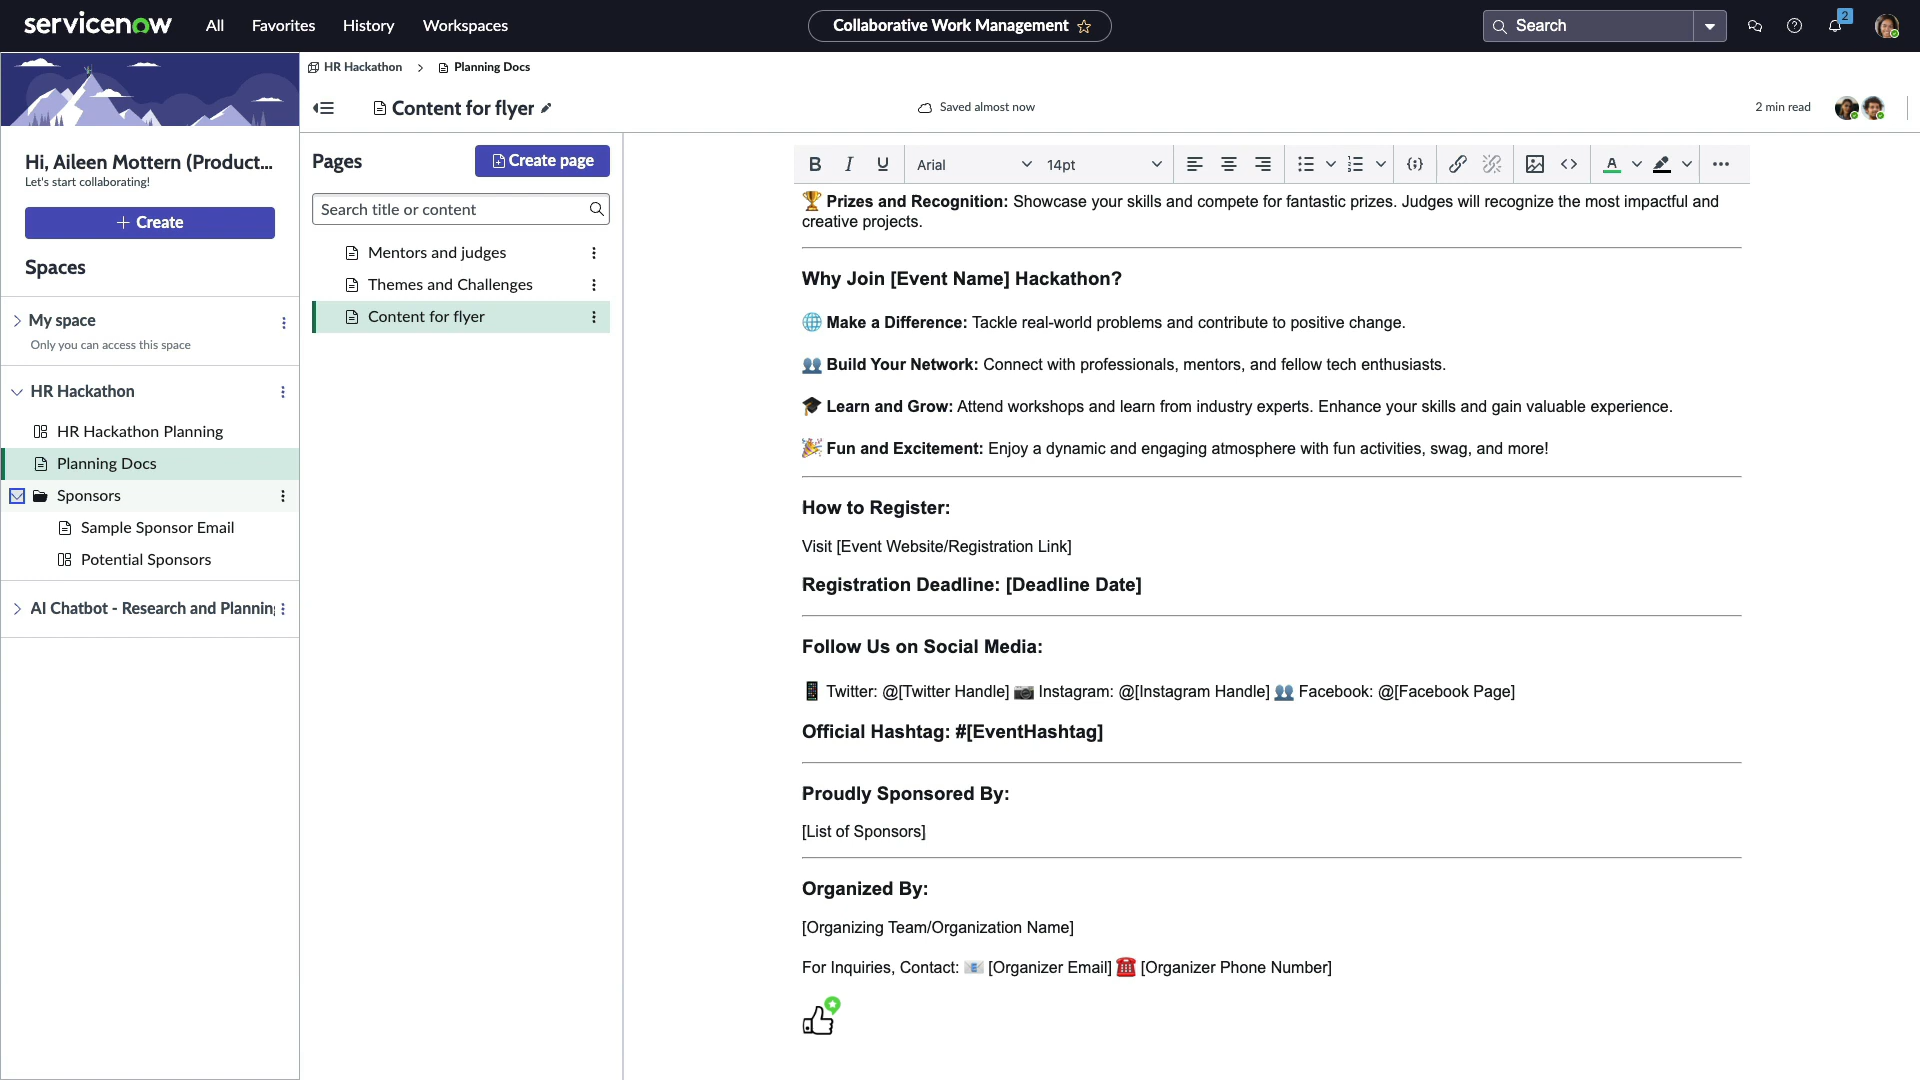 servicenow
All
Favorites
History
Workspaces
Collaborative Work Management
Search
2
HR Hackathon
Planning Docs
Content for flyer
Saved almost now
2 min read
Hi, Aileen Mottern (Product...
Let's start collaborating!
+ Create
Spaces
My space
Only you can access this space
HR Hackathon
HR Hackathon Planning
Planning Docs
Sponsors
Sample Sponsor Email
Potential Sponsors
AI Chatbot - Research and Plannin
Pages
Create page
Search title or content
Mentors and judges
Themes and Challenges
Content for flyer
B I U Arial 14pt
Prizes and Recognition: Showcase your skills and compete for fantastic prizes. Judges will recognize the most impactful and
creative projects.
Why Join [Event Name] Hackathon?
Make a Difference: Tackle real-world problems and contribute to positive change.
Build Your Network: Connect with professionals, mentors, and fellow tech enthusiasts.
Learn and Grow: Attend workshops and learn from industry experts. Enhance your skills and gain valuable experience.
Fun and Excitement: Enjoy a dynamic and engaging atmosphere with fun activities, swag, and more!
How to Register:
Visit [Event Website/Registration Link]
Registration Deadline: [Deadline Date]
Follow Us on Social Media:
Twitter: @[Twitter Handle] Instagram: @[Instagram Handle] Facebook: @[Facebook Page]
Official Hashtag: #[EventHashtag]
Proudly Sponsored By:
[List of Sponsors]
Organized By:
[Organizing Team/Organization Name]
For Inquiries, Contact: [Organizer Email] [Organizer Phone Number]